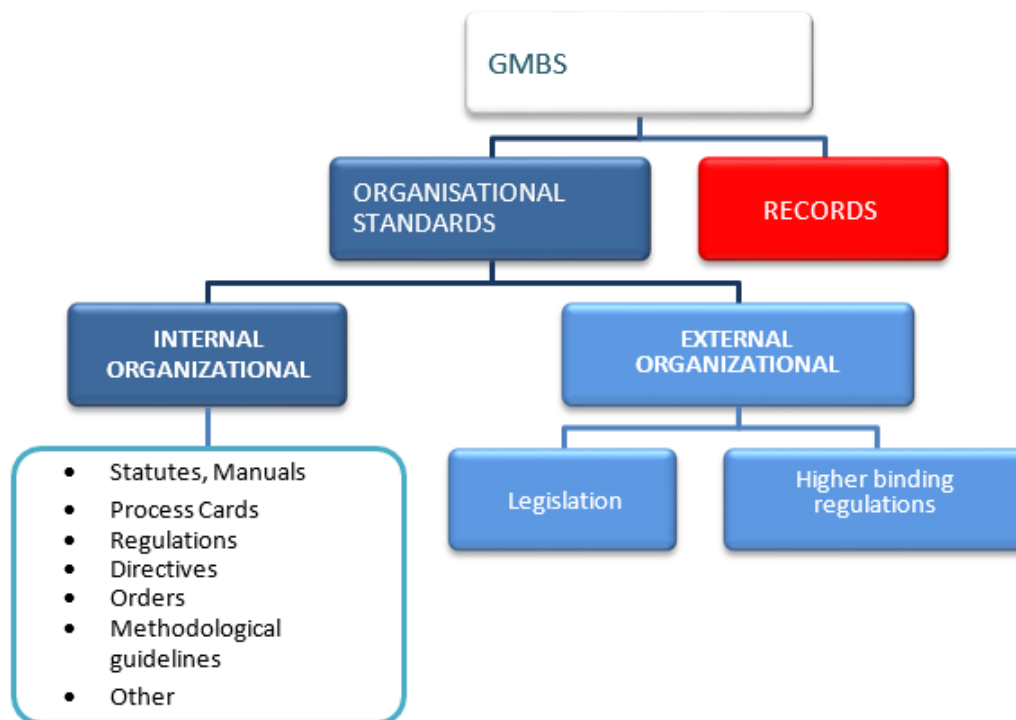 GMBS
ORGANISATIONAL
STANDARDS
RECORDS
INTERNAL
ORGANIZATIONAL
EXTERNAL
ORGANIZATIONAL
• Statutes, Manuals
• Process Cards
• Regulations
• Directives
• Orders
• Methodological
guidelines
• Other
Legislation
Higher binding
regulations